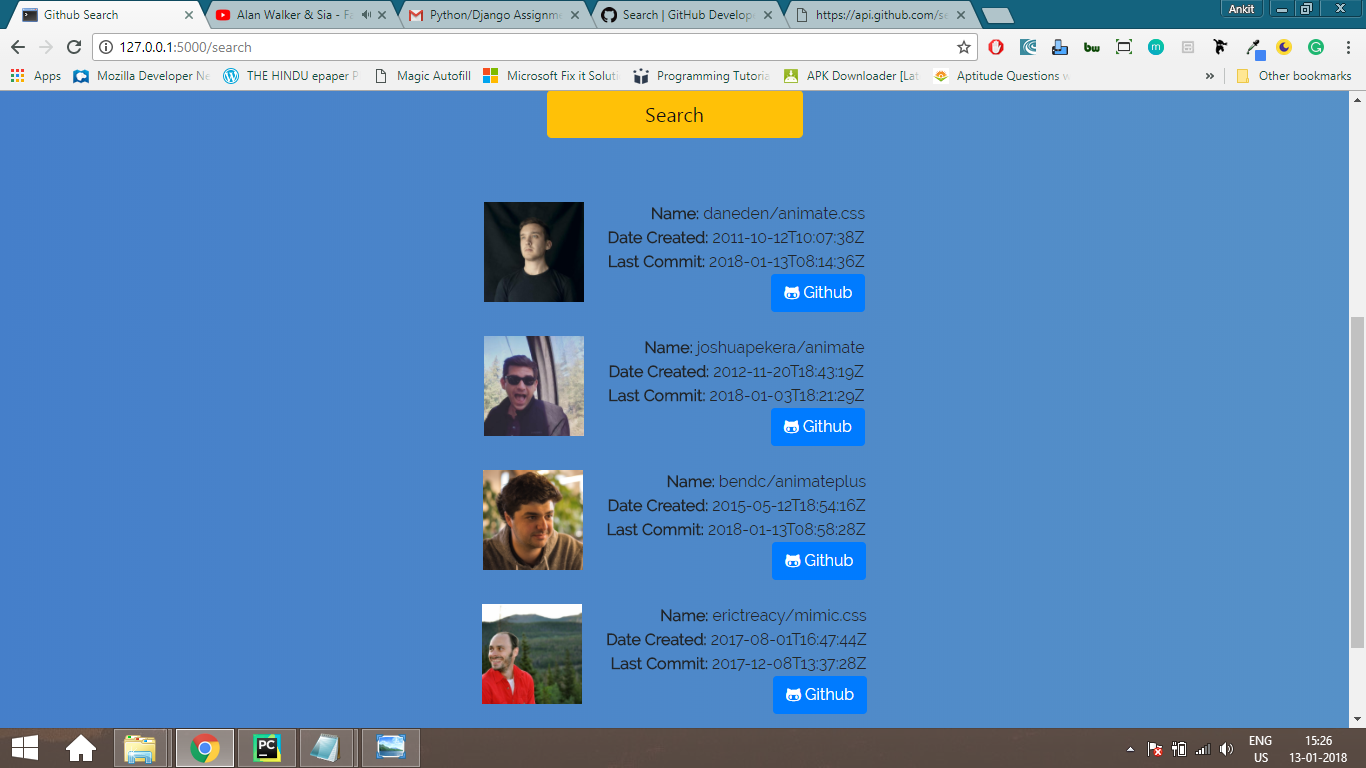 Github Search
Alan Walker & Sia - Fa
Python/Django Assignme
Search | GitHub Develop
https://api.github.com/se
Ankit
127.0.0.1:5000/search
bw
m
Apps
Mozilla Developer Ne
THE HINDU epaper P
Magic Autofill
Microsoft Fix it Soluti
Programming Tutoria
APK Downloader [Lat
Aptitude Questions w
»
Other bookmarks
Search
Name: daneden/animate.css
Date Created: 2011-10-12T10:07:38Z
Last Commit: 2018-01-13T08:14:36Z
Github
Name: joshuapekera/animate
Date Created: 2012-11-20T18:43:19Z
Last Commit: 2018-01-03T18:21:29Z
Github
Name: bendc/animateplus
Date Created: 2015-05-12T18:54:16Z
Last Commit: 2018-01-13T08:58:28Z
Github
Name: erictreacy/mimic.css
Date Created: 2017-08-01T16:47:44Z
Last Commit: 2017-12-08T13:37:28Z
Github
PC
ENG
US
15:26
13-01-2018